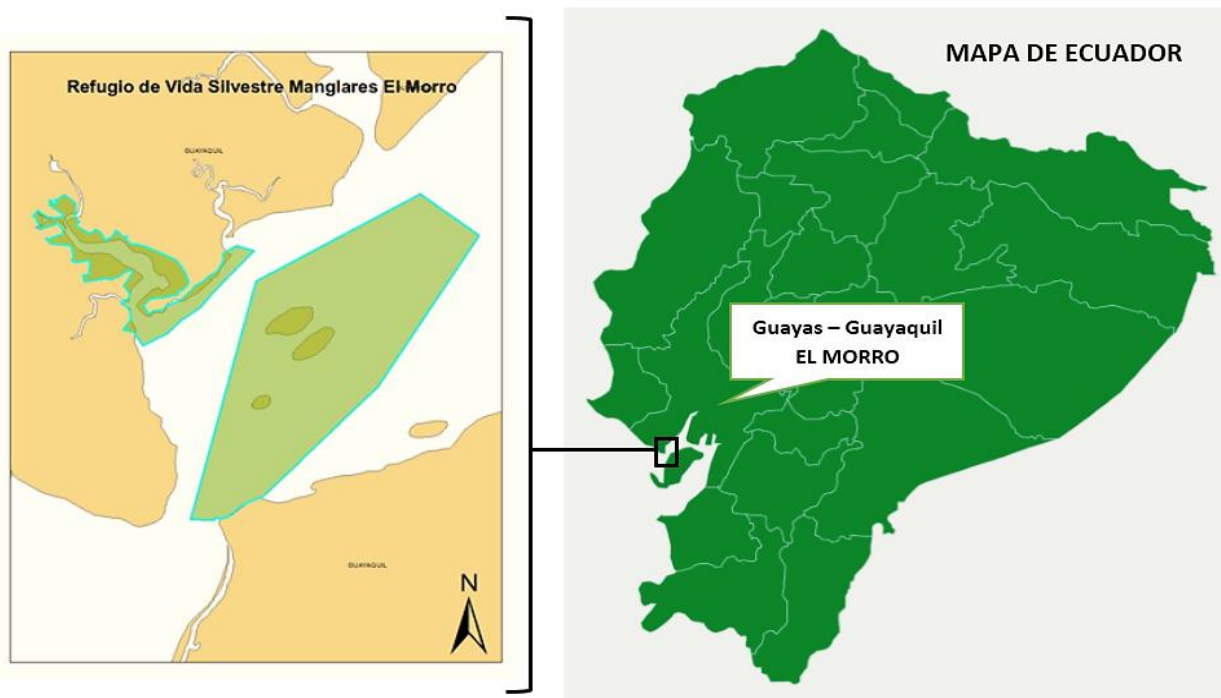 Refugio de Vida Silvestre Manglares El Morro
GUAYAQUIL
GUAYAQUIL
N
MAPA DE ECUADOR
Guayas – Guayaquil
EL MORRO